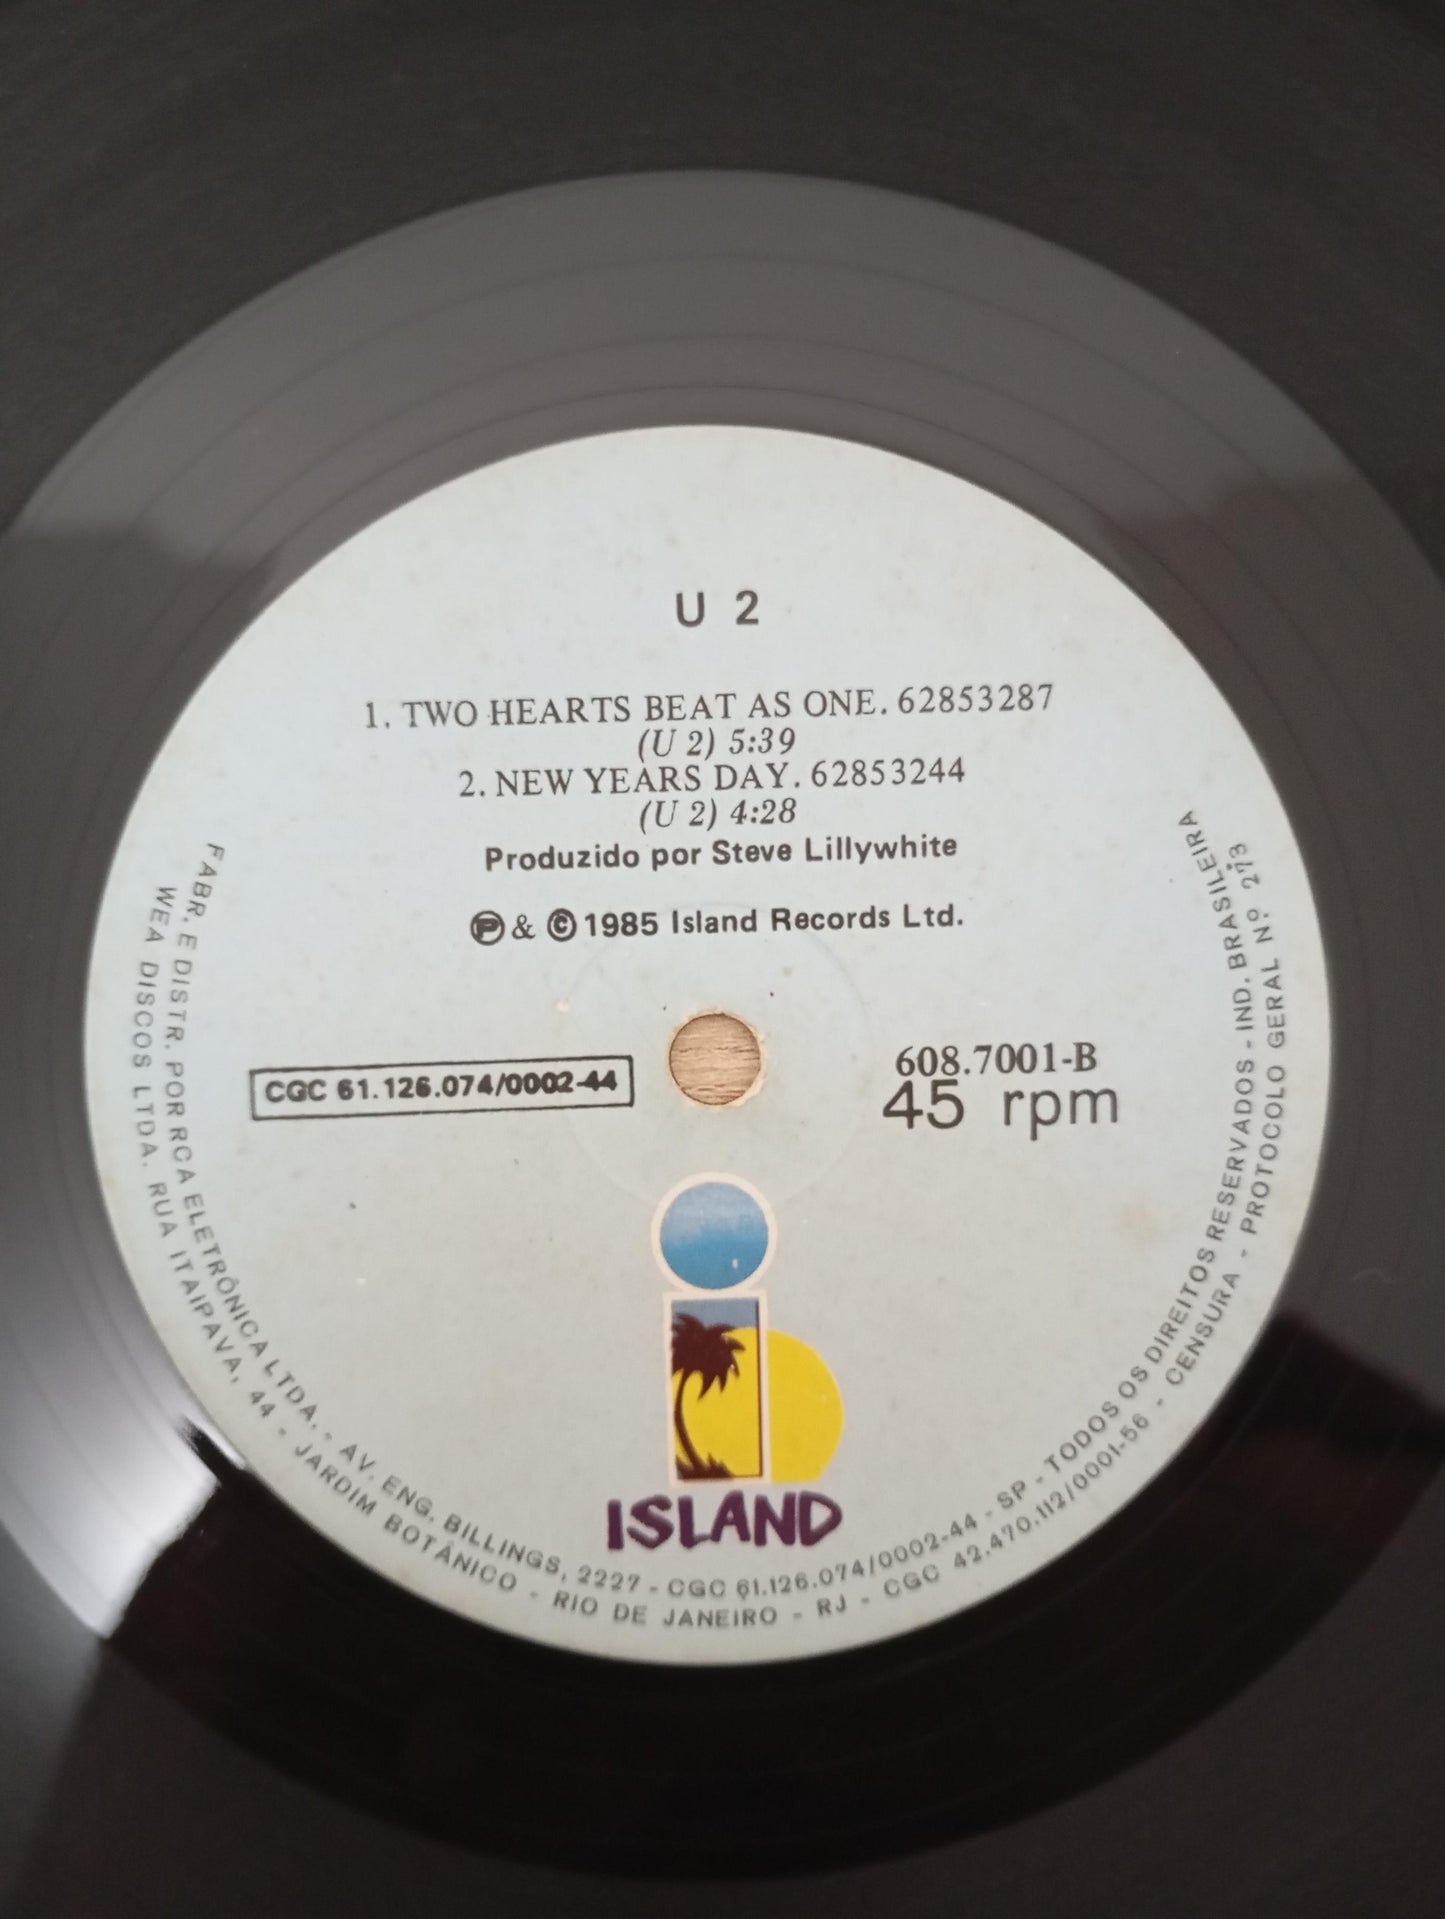 U 2
1. TWO HEARTS BEAT AS ONE. 62853287
(U 2) 5:39
2. NEW YEARS DAY. 62853244
(U 2) 4:28
Produzido por Steve Lillywhite
℗ & © 1985 Island Records Ltd.
CGC 61.126.074/0002-44
608.7001-B
45 rpm
ISLAND
FABR. E DISTR. POR RCA ELETRÔNICA LTDA. - AV. ENG. BILLINGS, 2227 - CGC 61.126.074/0002-44 - SP - TODOS OS DIREITOS RESERVADOS - IND. BRASILEIRA
WEA DISCOS LTDA. RUA ITAIPAVA, 44 - JARDIM BOTÂNICO - RIO DE JANEIRO - RJ - CGC 42.470.112/0001-56 - CENSURA - PROTOCOLO GERAL Nº 273